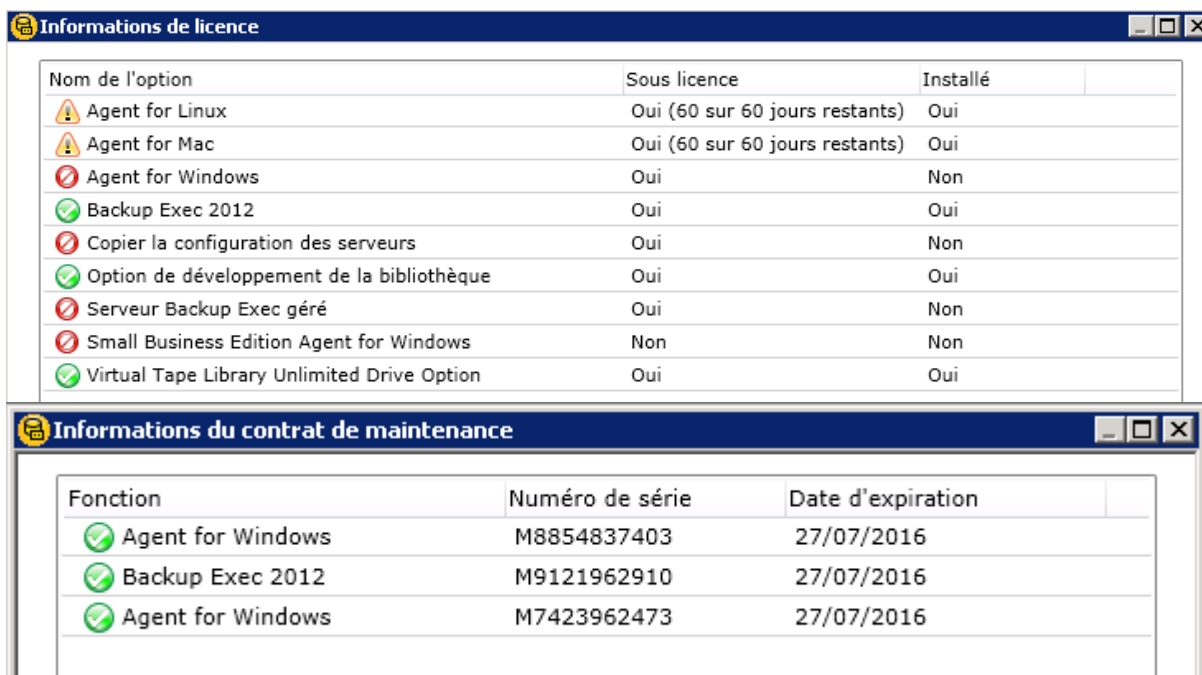 Informations de licence
Nom de l'option Sous licence Installé
Agent for Linux Oui (60 sur 60 jours restants) Oui
Agent for Mac Oui (60 sur 60 jours restants) Oui
Agent for Windows Oui Non
Backup Exec 2012 Oui Oui
Copier la configuration des serveurs Oui Non
Option de développement de la bibliothèque Oui Oui
Serveur Backup Exec géré Oui Non
Small Business Edition Agent for Windows Non Non
Virtual Tape Library Unlimited Drive Option Oui Oui
Informations du contrat de maintenance
Fonction Numéro de série Date d'expiration
Agent for Windows M8854837403 27/07/2016
Backup Exec 2012 M9121962910 27/07/2016
Agent for Windows M7423962473 27/07/2016